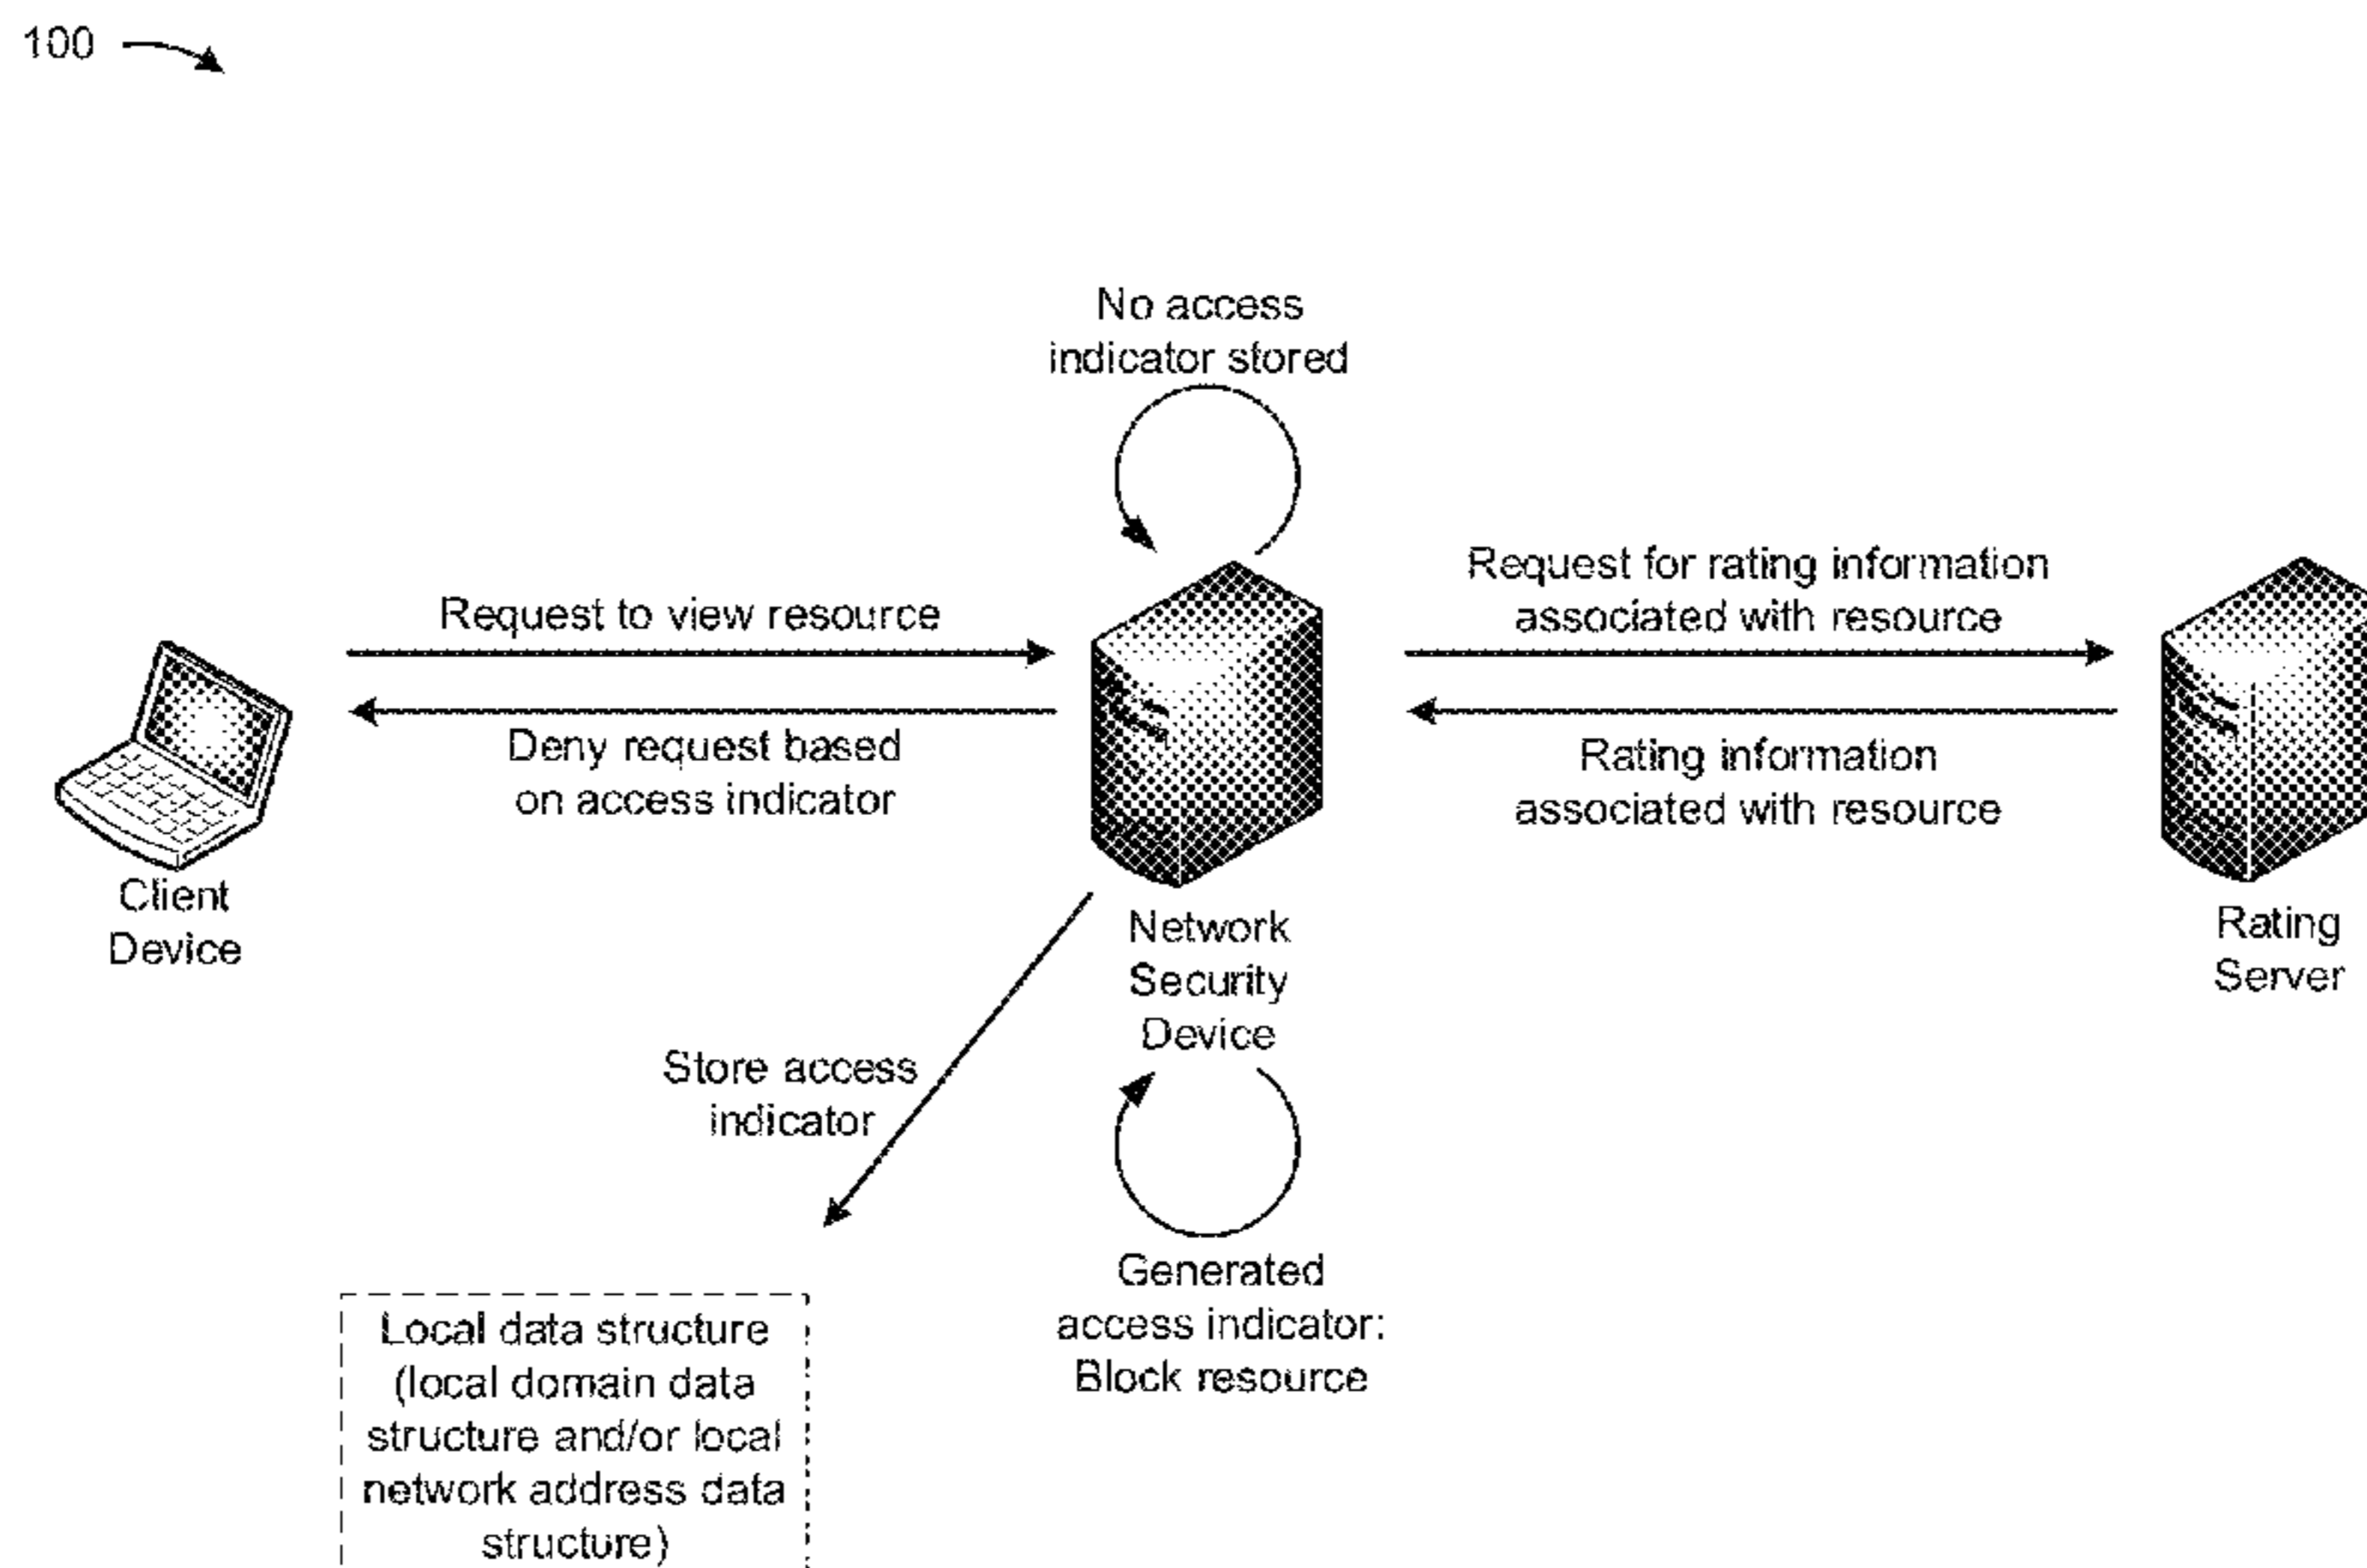 100
No access
indicator stored
Request to view resource
Request for rating information
associated with resource
Deny request based
on access indicator
Rating information
associated with resource
Client
Device
Network
Security
Device
Rating
Server
Store access
indicator
Generated
access indicator:
Block resource
Local data structure
(local domain data
structure and/or local
network address data
structure)